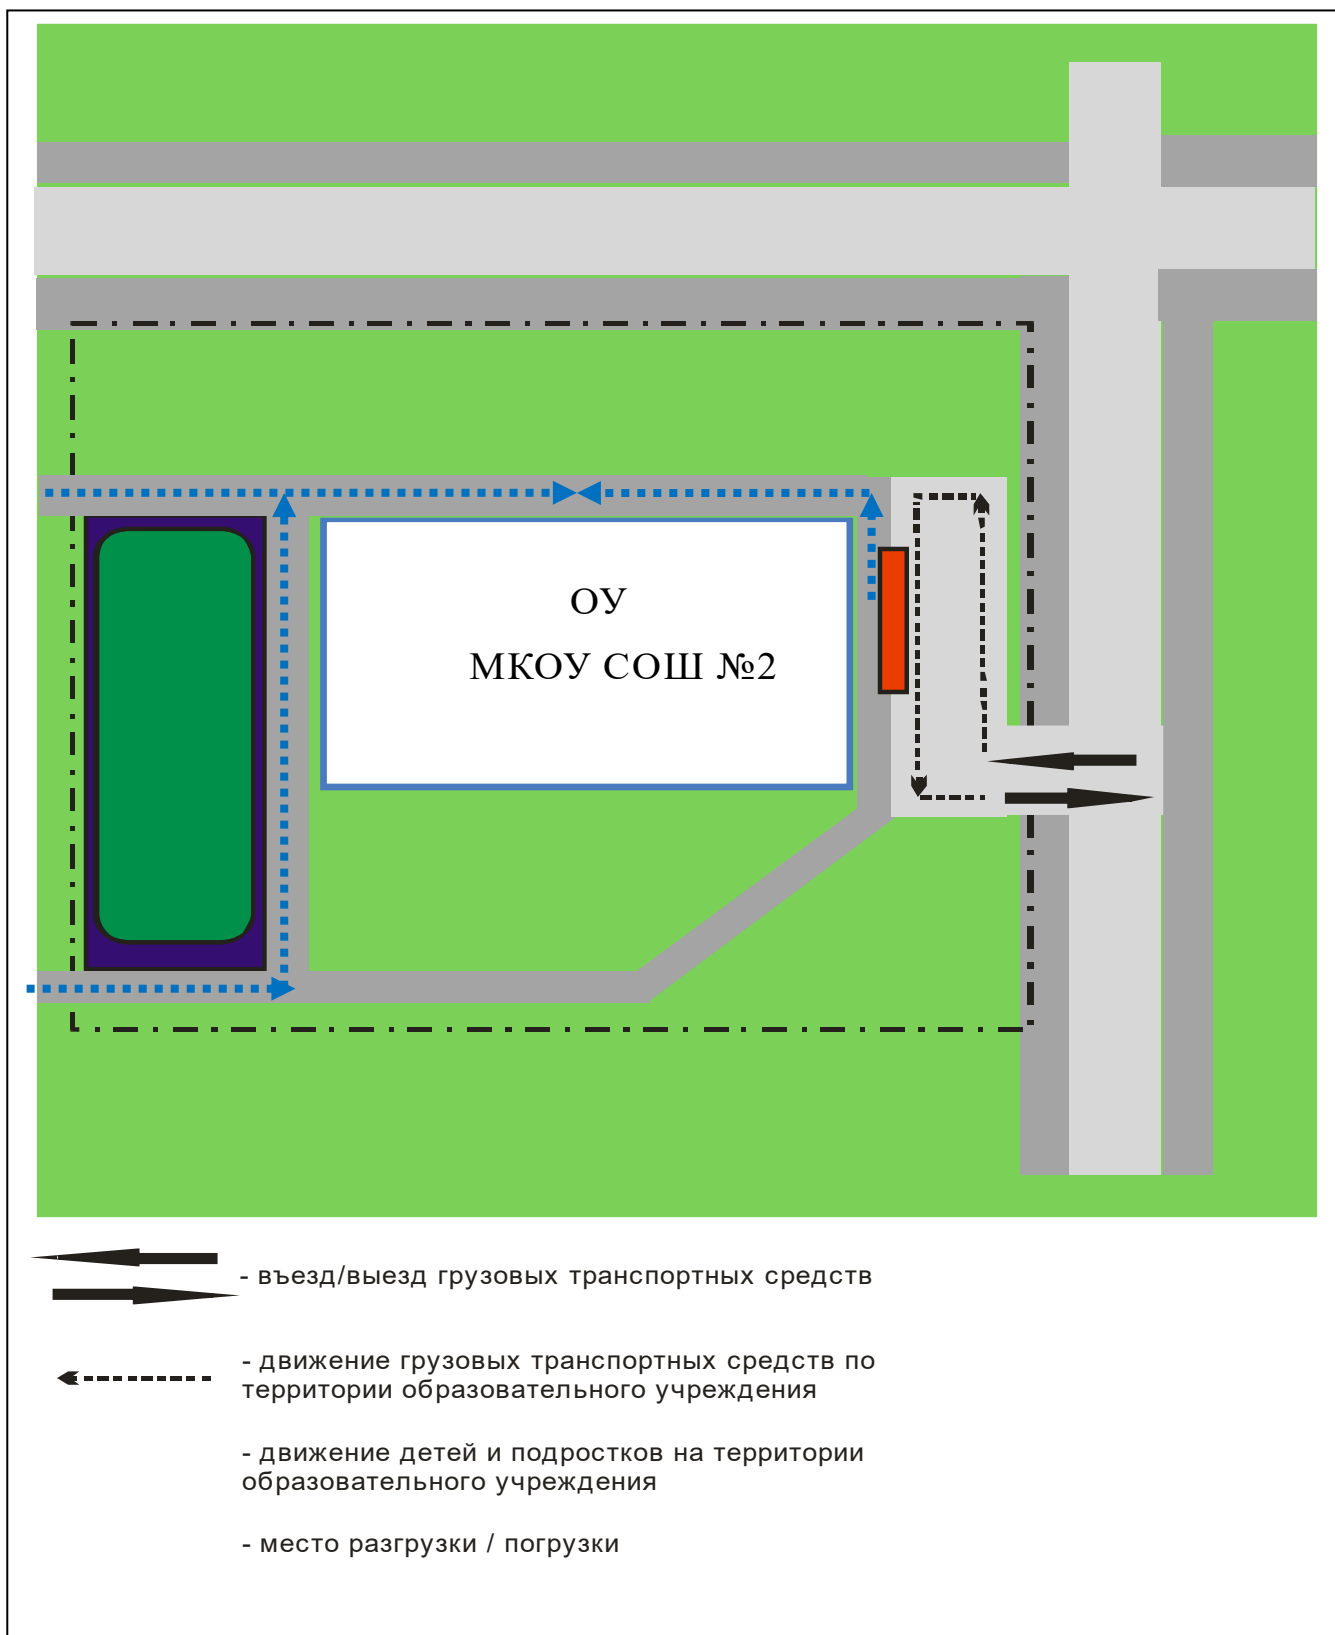 ОУ
МКОУ СОШ №2
- въезд/выезд грузовых транспортных средств
- движение грузовых транспортных средств по
территории образовательного учреждения
- движение детей и подростков на территории
образовательного учреждения
- место разгрузки / погрузки